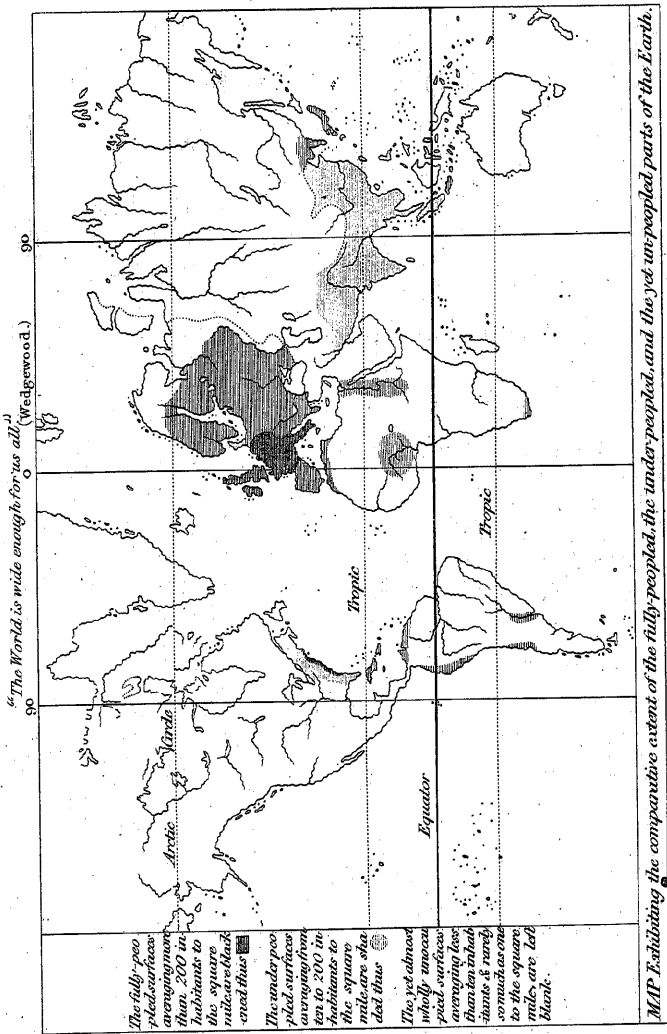 "The World is wide enough for us all"
(Wedgewood.)
90
0
90
Arctic
Circle
Tropic
Equator
Tropic
The fully-peo
pled surfaces
averaging more
than 200 in-
habitants to
the square
mile, are black
ened thus
The under peo
pled surfaces
averaging from
ten to 200 in-
habitants to
the square
mile, are sha
ded thus
The yet almost
wholly unoccu
pied surfaces
averaging less
than ten inhab
itants & rarely
so much as one
to the square
mile, are left
blank.
MAP Exhibiting the comparative extent of the fully-peopled, the under-peopled, and the yet un-peopled, parts of the Earth.